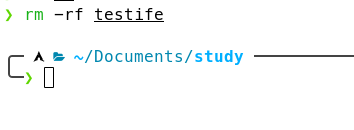 ❯ rm -rf testife
~/Documents/study
❯